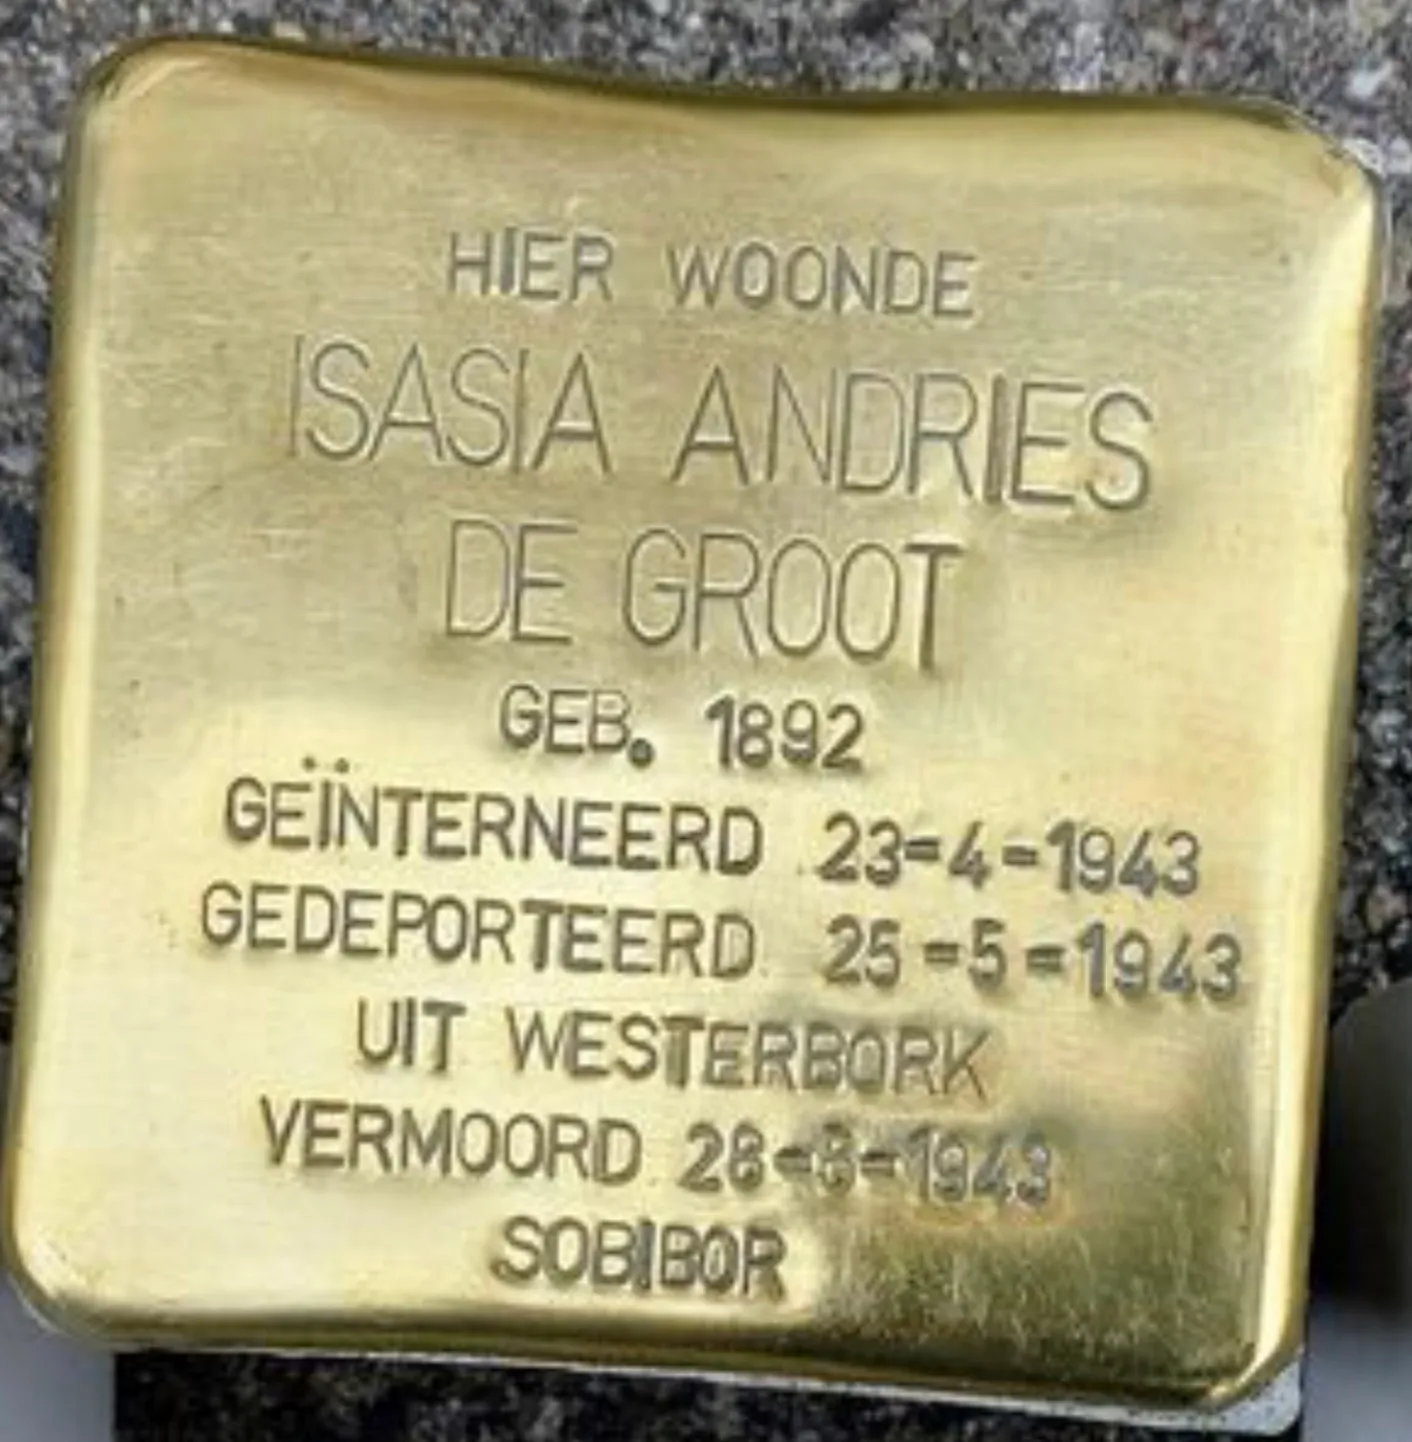 HIER WOONDE
ISASIA ANDRIES
DE GROOT
GEB. 1892
GEÏNTERNEERD 23-4-1943
GEDEPORTEERD 25-5-1943
UIT WESTERBORK
VERMOORD
SOBIBOR